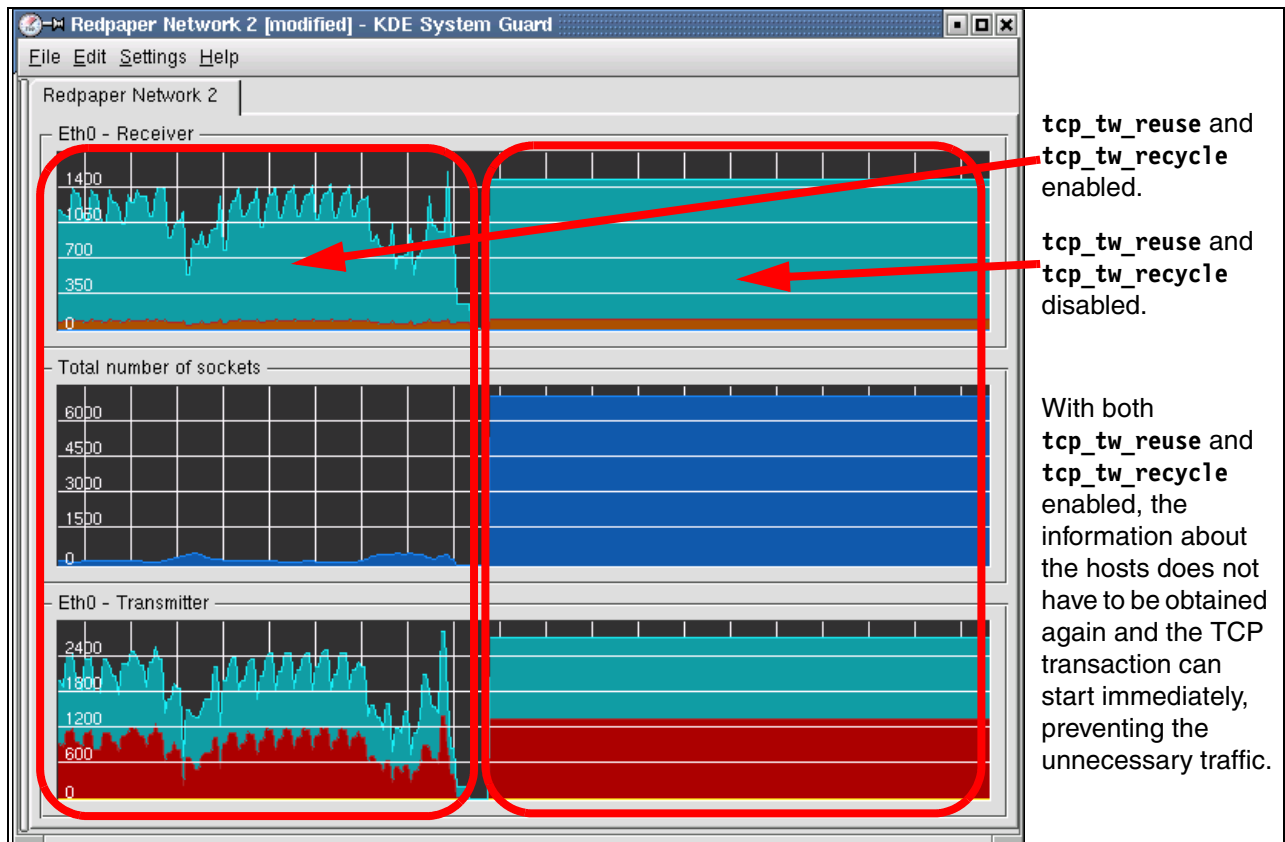 Redpaper Network 2 [modified] - KDE System Guard
File Edit Settings Help
Redpaper Network 2
Eth0 - Receiver
1400
1050
700
350
0
Total number of sockets
6000
4500
3000
1500
0
Eth0 - Transmitter
2400
1800
1200
600
0
tcp_tw_reuse and
tcp_tw_recycle
enabled.
tcp_tw_reuse and
tcp_tw_recycle
disabled.
With both
tcp_tw_reuse and
tcp_tw_recycle
enabled, the
information about
the hosts does not
have to be obtained
again and the TCP
transaction can
start immediately,
preventing the
unnecessary traffic.